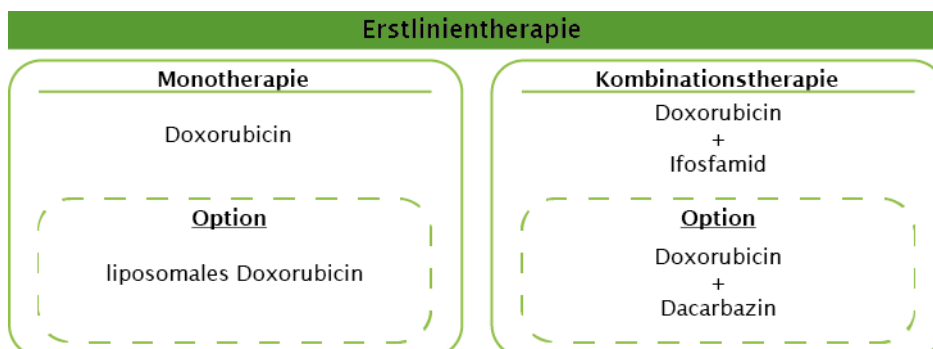 Erstlinientherapie
Monotherapie
Doxorubicin
Option
liposomales Doxorubicin
Kombinationstherapie
Doxorubicin
+
Ifosfamid
Option
Doxorubicin
+
Dacarbazin